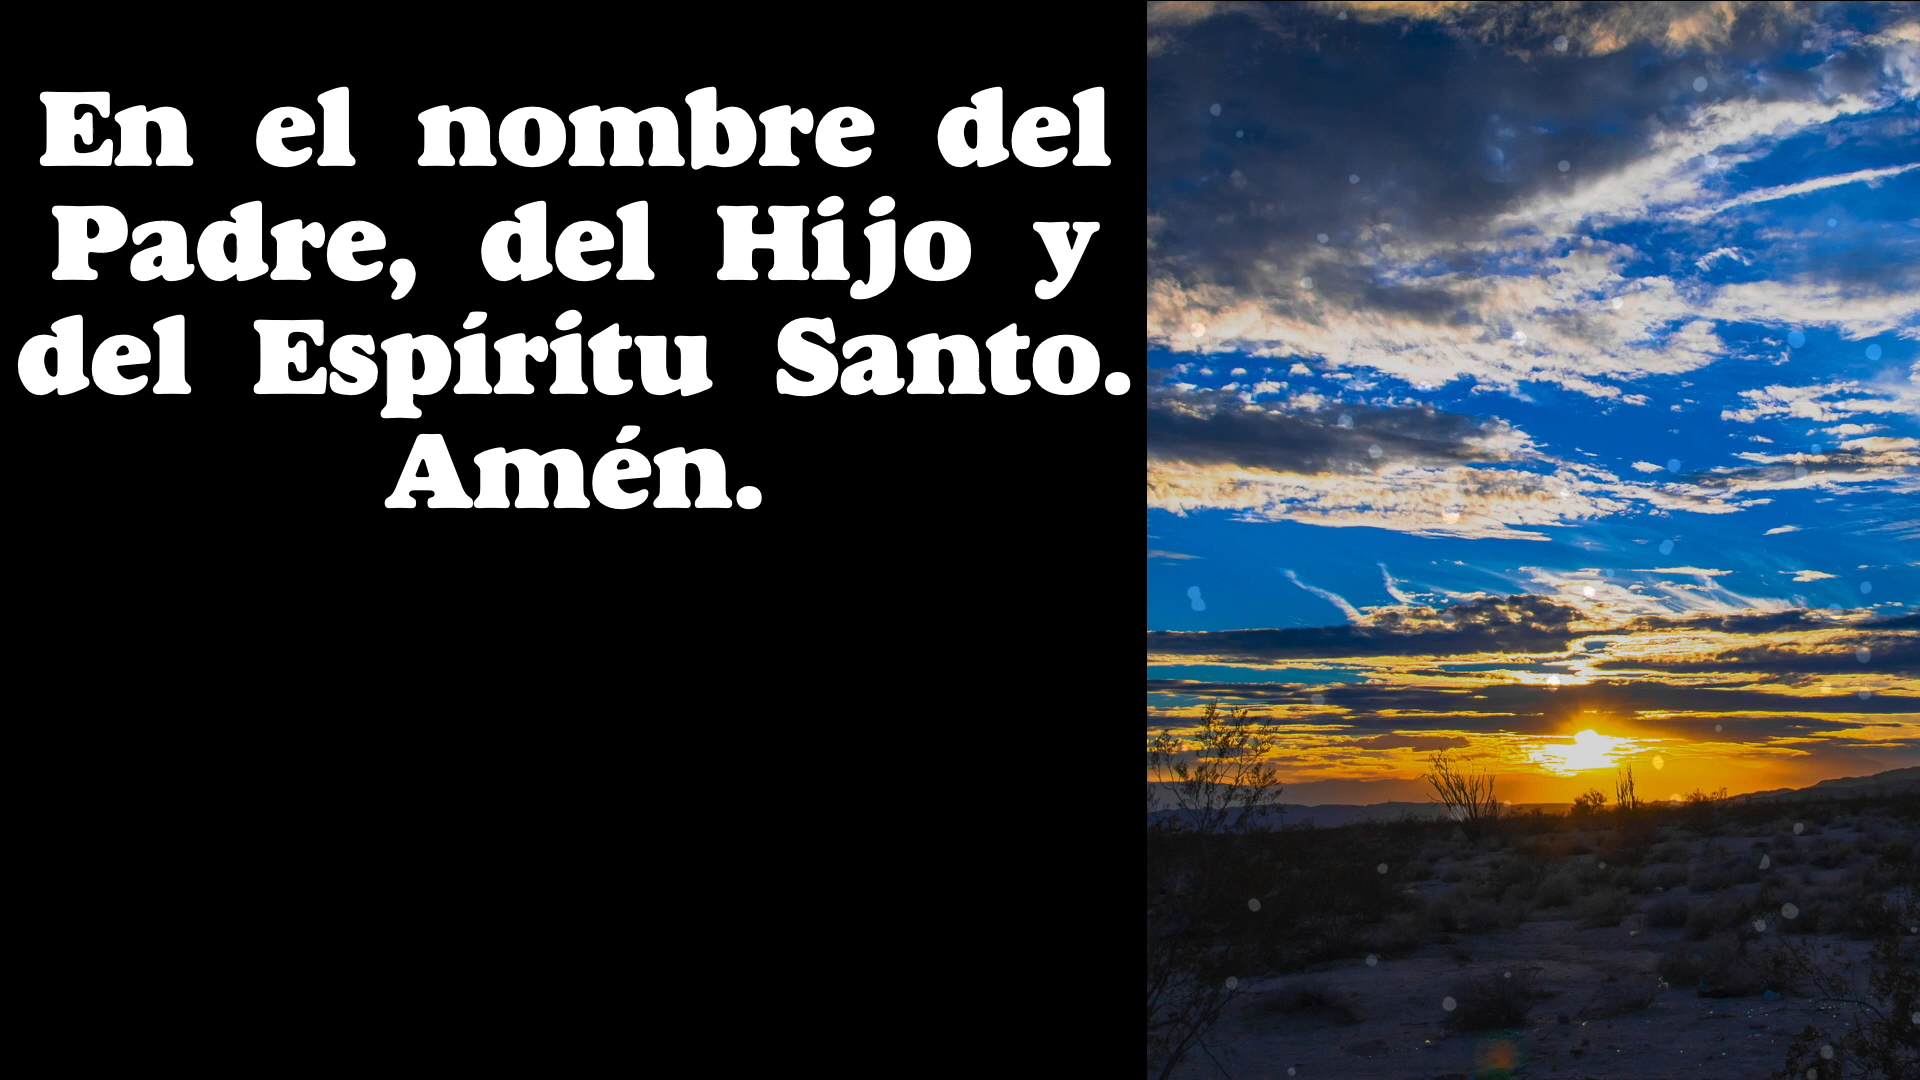 En el nombre del
Padre, del Hijo y
del Espíritu Santo.
Amén.